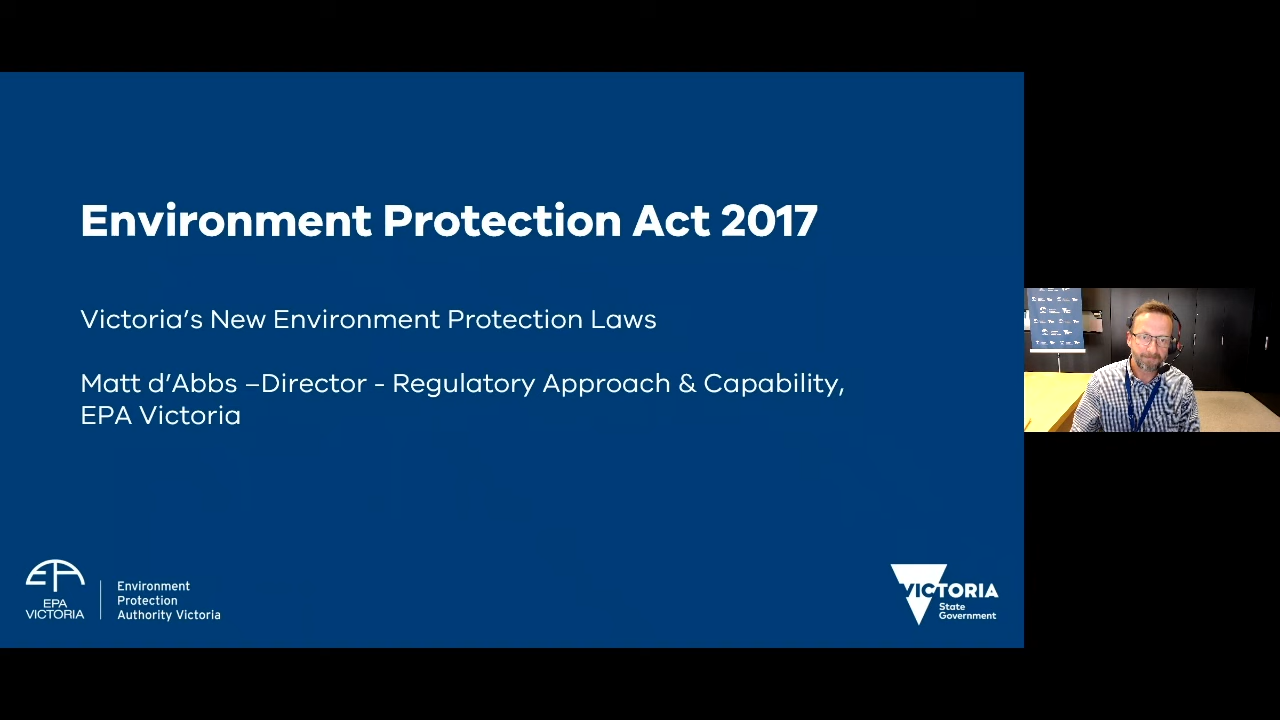 Environment Protection Act 2017
Victoria's New Environment Protection Laws
Matt d'Abbs –Director - Regulatory Approach & Capability,
EPA Victoria
EPA
VICTORIA
Environment
Protection
Authority Victoria
VICTORIA
State
Government